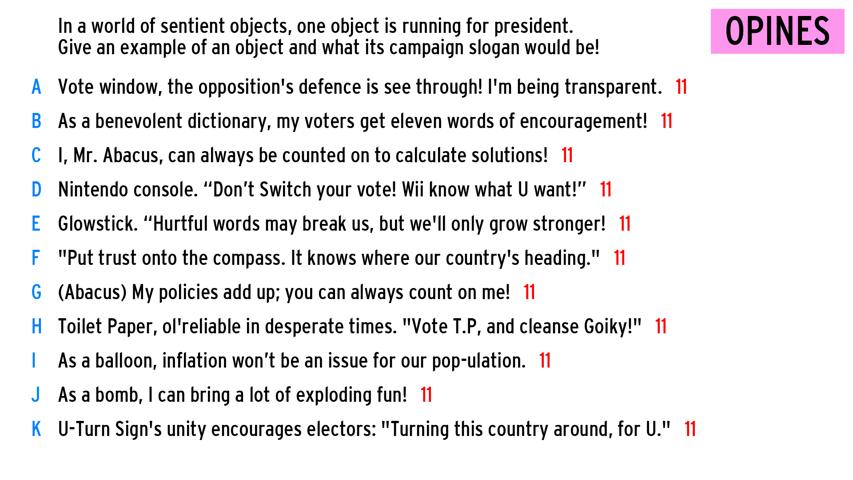 In a world of sentient objects, one object is running for president.
Give an example of an object and what its campaign slogan would be!
OPINES
A Vote window, the opposition's defence is see through! I'm being transparent. 11
B As a benevolent dictionary, my voters get eleven words of encouragement! 11
C I, Mr. Abacus, can always be counted on to calculate solutions! 11
D Nintendo console. “Don’t Switch your vote! Wii know what U want!” 11
E Glowstick. “Hurtful words may break us, but we'll only grow stronger! 11
F "Put trust onto the compass. It knows where our country's heading." 11
G (Abacus) My policies add up; you can always count on me! 11
H Toilet Paper, ol'reliable in desperate times. "Vote T.P, and cleanse Goiky!" 11
I As a balloon, inflation won’t be an issue for our pop-ulation. 11
J As a bomb, I can bring a lot of exploding fun! 11
K U-Turn Sign's unity encourages electors: "Turning this country around, for U." 11